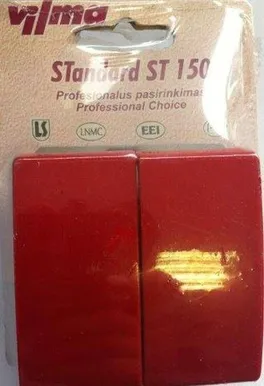 vilma
STandard ST 150
Profesionalus pasirinkimas
Professional Choice
LS LNMC EEI